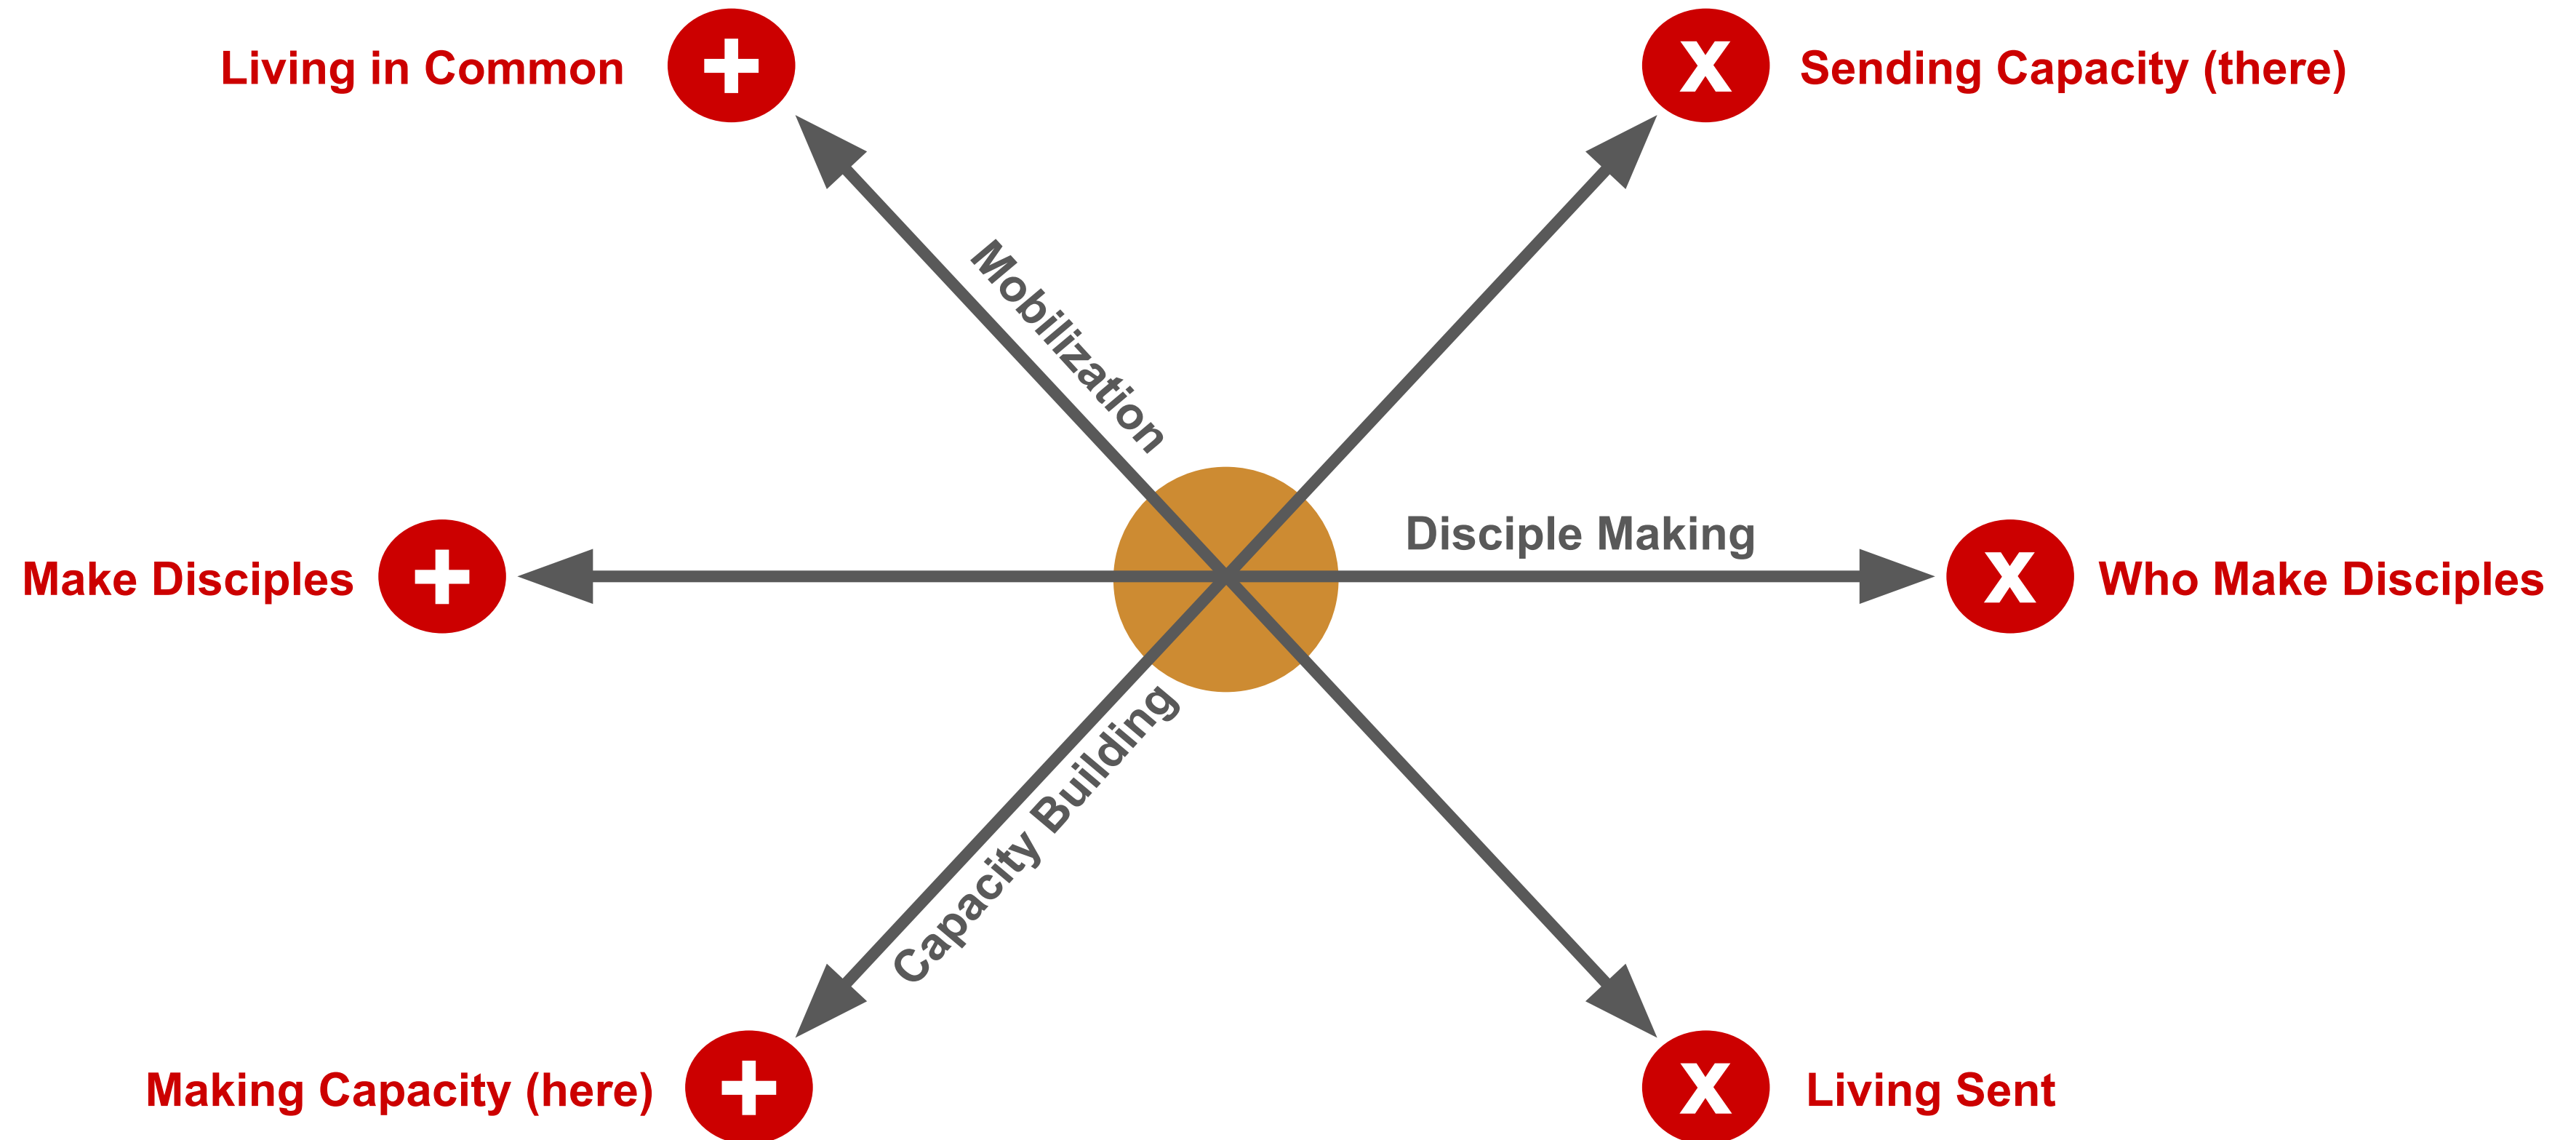 Living in Common
+
X
Sending Capacity (there)
Mobilization
Disciple Making
Make Disciples
+
X
Who Make Disciples
Capacity Building
Making Capacity (here)
+
X
Living Sent